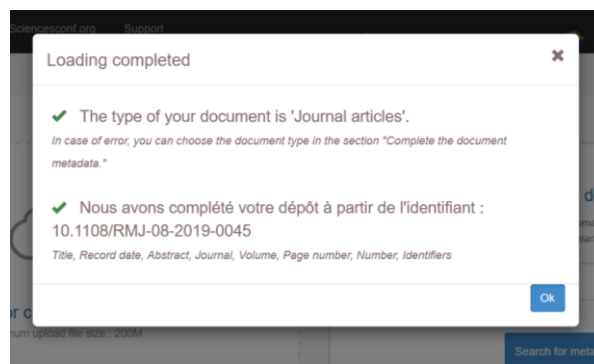 Sciencesconf.org Support
Loading completed
The type of your document is 'Journal articles'.
In case of error, you can choose the document type in the section "Complete the document
metadata."
Nous avons complété votre dépôt à partir de l'identifiant :
10.1108/RMJ-08-2019-0045
Title, Record date, Abstract, Journal, Volume, Page number, Number, Identifiers
Ok
upload file size : 200M
Search for